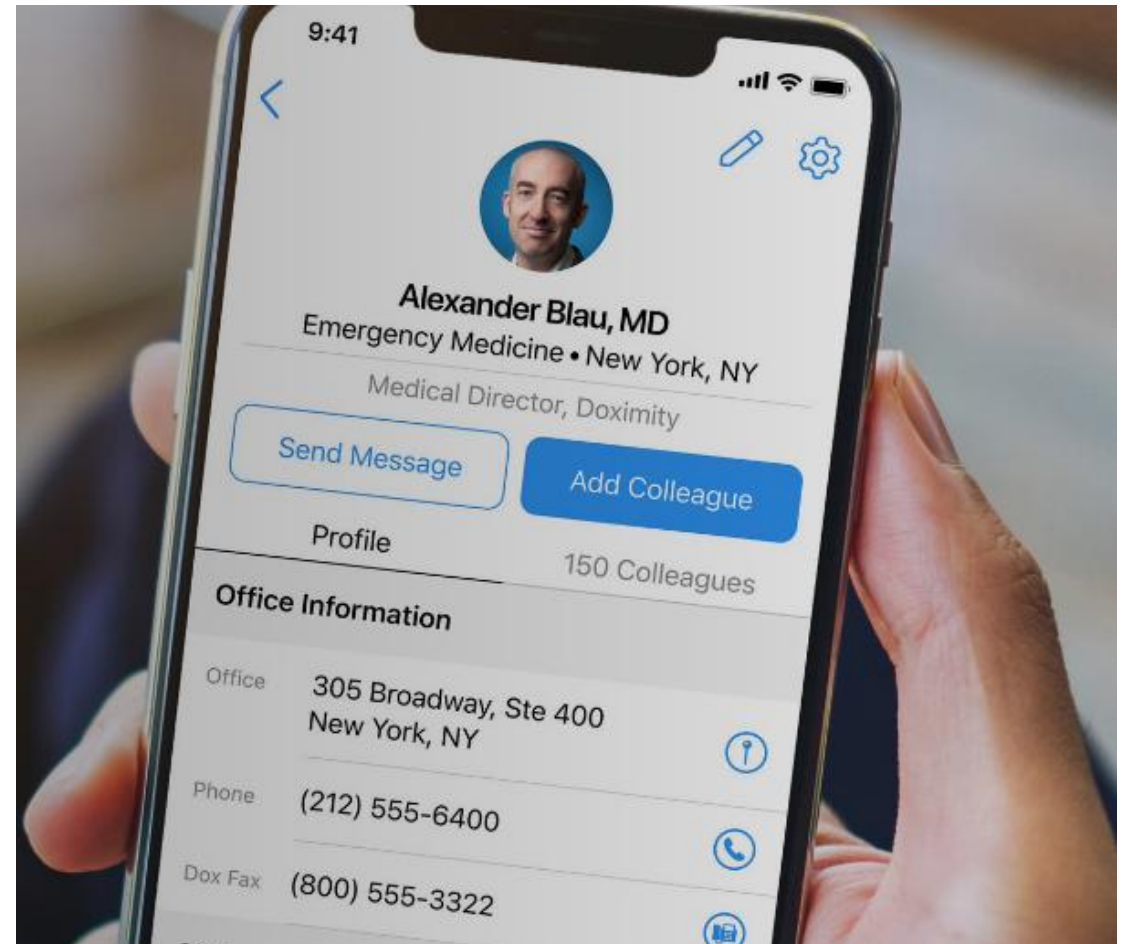 9:41
Alexander Blau, MD
Emergency Medicine • New York, NY
Medical Director, Doximity
Send Message
Add Colleague
Profile
150 Colleagues
Office Information
Office
305 Broadway, Ste 400
New York, NY
Phone
(212) 555-6400
Dox Fax
(800) 555-3322